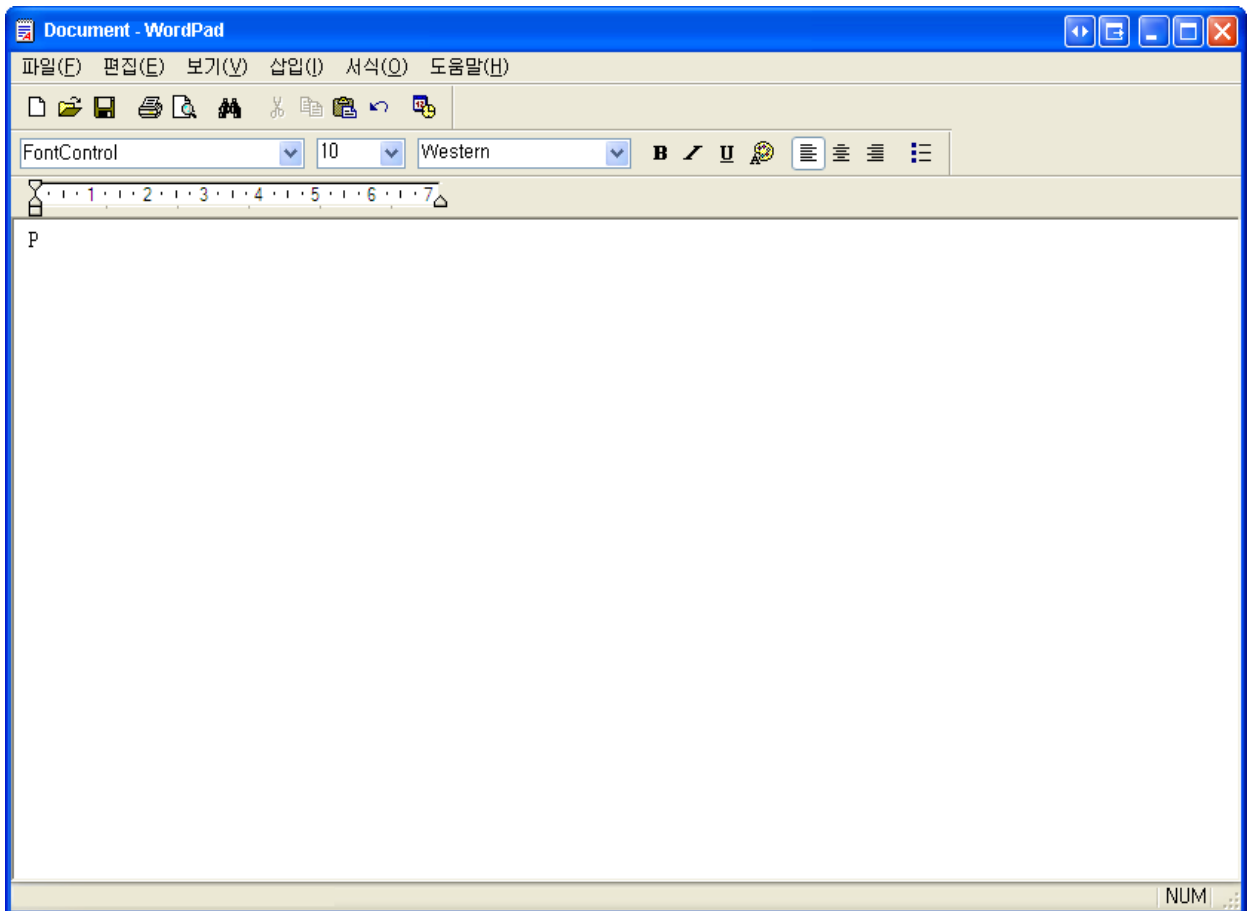 Document - WordPad
파일(F) 편집(E) 보기(V) 삽입(I) 서식(O) 도움말(H)
FontControl 10 Western B I U
1 2 3 4 5 6 7
P
NUM